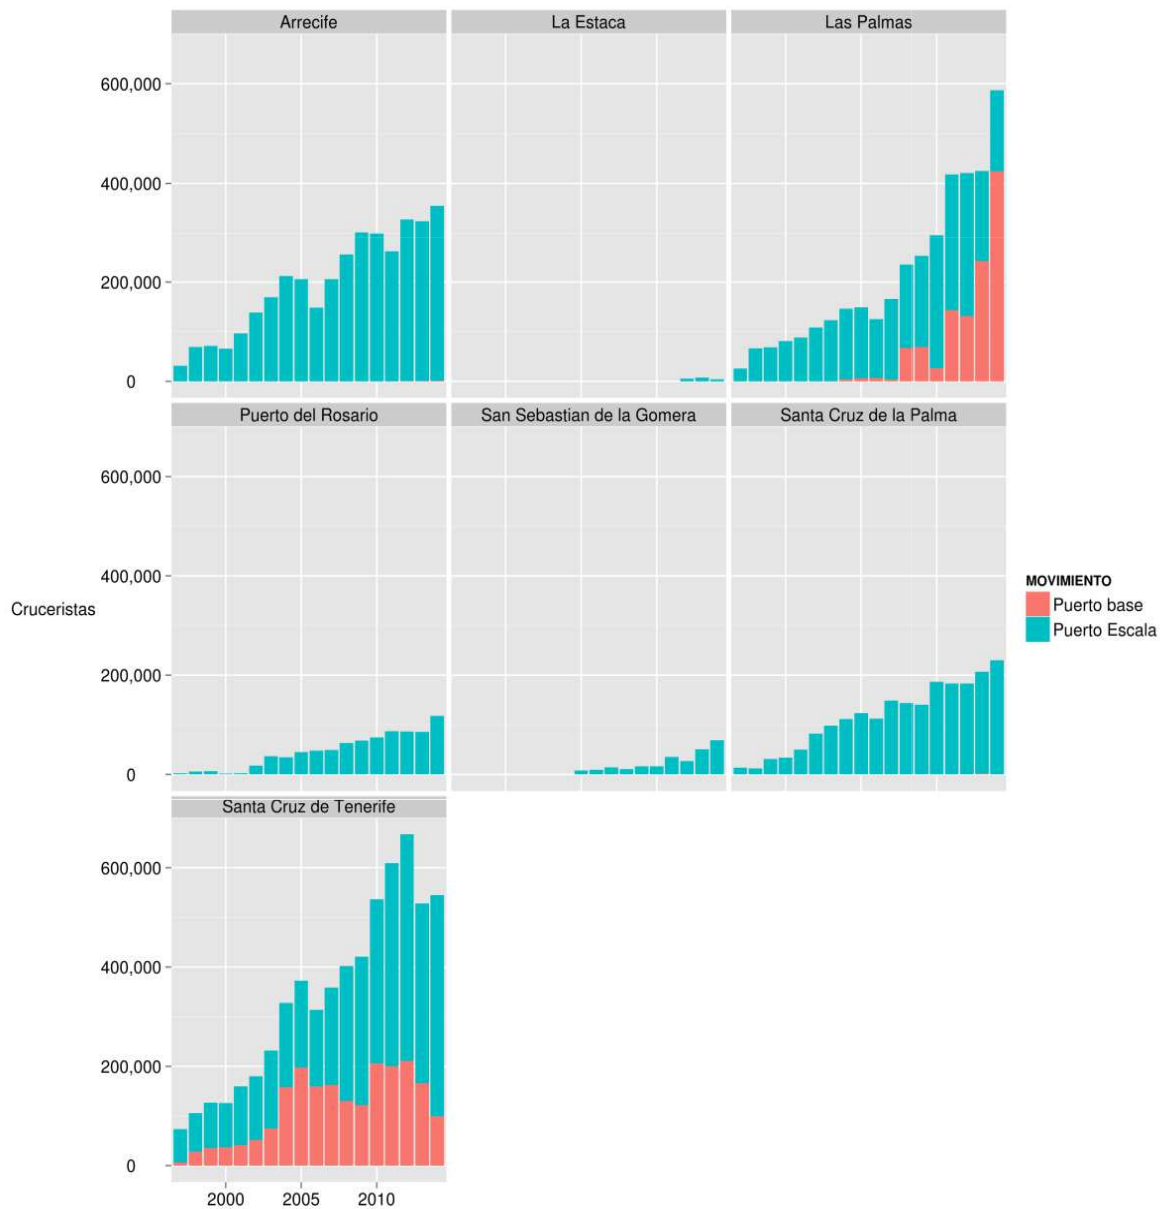 Arrecife
La Estaca
Las Palmas
600,000
400,000
200,000
0
Puerto del Rosario
San Sebastian de la Gomera
Santa Cruz de la Palma
600,000
400,000
200,000
0
Cruceristas
MOVIMIENTO
Puerto base
Puerto Escala
Santa Cruz de Tenerife
600,000
400,000
200,000
0
2000
2005
2010